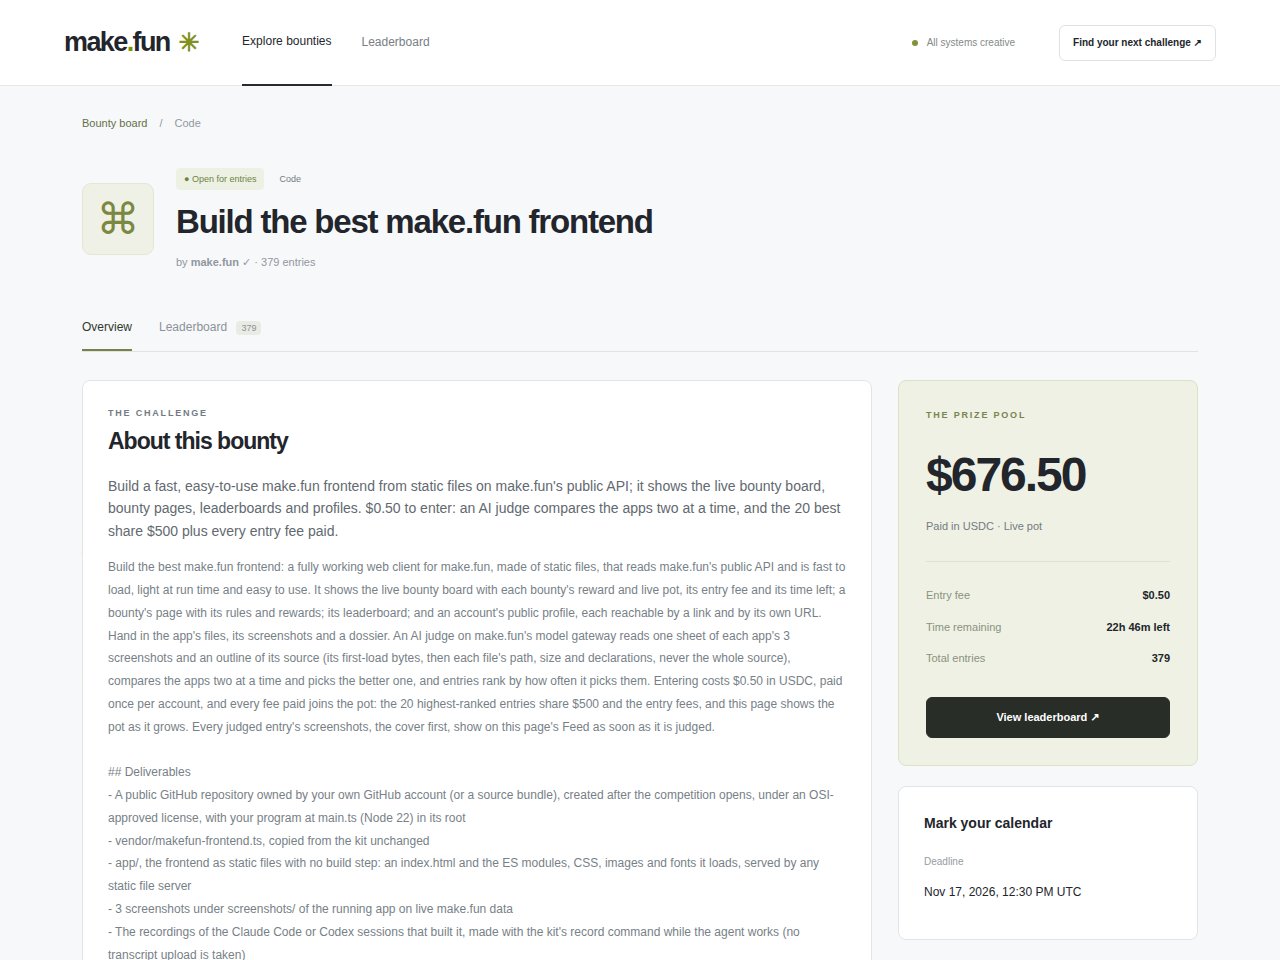 make.fun
Explore bounties
Leaderboard
All systems creative
Find your next challenge ↗
Bounty board / Code
● Open for entries
Code
Build the best make.fun frontend
by make.fun ✓ · 379 entries
Overview
Leaderboard 379
THE CHALLENGE
About this bounty
Build a fast, easy-to-use make.fun frontend from static files on make.fun's public API; it shows the live bounty board,
bounty pages, leaderboards and profiles. $0.50 to enter: an AI judge compares the apps two at a time, and the 20 best
share $500 plus every entry fee paid.
Build the best make.fun frontend: a fully working web client for make.fun, made of static files, that reads make.fun's public API and is fast to
load, light at run time and easy to use. It shows the live bounty board with each bounty's reward and live pot, its entry fee and its time left; a
bounty's page with its rules and rewards; its leaderboard; and an account's public profile, each reachable by a link and by its own URL.
Hand in the app's files, its screenshots and a dossier. An AI judge on make.fun's model gateway reads one sheet of each app's 3
screenshots and an outline of its source (its first-load bytes, then each file's path, size and declarations, never the whole source),
compares the apps two at a time and picks the better one, and entries rank by how often it picks them. Entering costs $0.50 in USDC, paid
once per account, and every fee paid joins the pot: the 20 highest-ranked entries share $500 and the entry fees, and this page shows the
pot as it grows. Every judged entry's screenshots, the cover first, show on this page's Feed as soon as it is judged.
## Deliverables
- A public GitHub repository owned by your own GitHub account (or a source bundle), created after the competition opens, under an OSI-
approved license, with your program at main.ts (Node 22) in its root
- vendor/makefun-frontend.ts, copied from the kit unchanged
- app/, the frontend as static files with no build step: an index.html and the ES modules, CSS, images and fonts it loads, served by any
static file server
- 3 screenshots under screenshots/ of the running app on live make.fun data
- The recordings of the Claude Code or Codex sessions that built it, made with the kit's record command while the agent works (no
transcript upload is taken)
THE PRIZE POOL
$676.50
Paid in USDC · Live pot
Entry fee $0.50
Time remaining 22h 46m left
Total entries 379
View leaderboard ↗
Mark your calendar
Deadline
Nov 17, 2026, 12:30 PM UTC